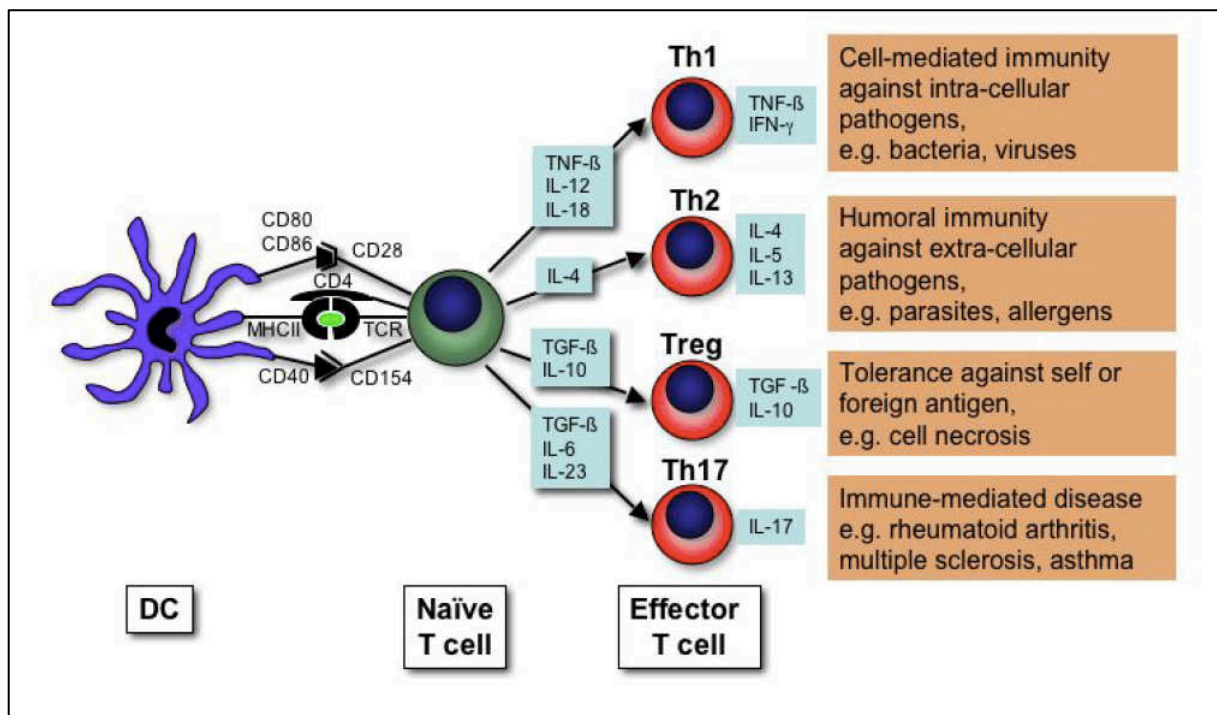 Th1
TNF-ß
IFN-γ
Cell-mediated immunity
against intra-cellular
pathogens,
e.g. bacteria, viruses
TNF-ß
IL-12
IL-18
Th2
IL-4
IL-5
IL-13
Humoral immunity
against extra-cellular
pathogens,
e.g. parasites, allergens
CD80
CD86
CD28
CD4
MHCII
TCR
CD40
CD154
IL-4
TGF-ß
IL-10
Treg
TGF -ß
IL-10
Tolerance against self or
foreign antigen,
e.g. cell necrosis
TGF-ß
IL-6
IL-23
Th17
IL-17
Immune-mediated disease
e.g. rheumatoid arthritis,
multiple sclerosis, asthma
DC
Naïve
T cell
Effector
T cell